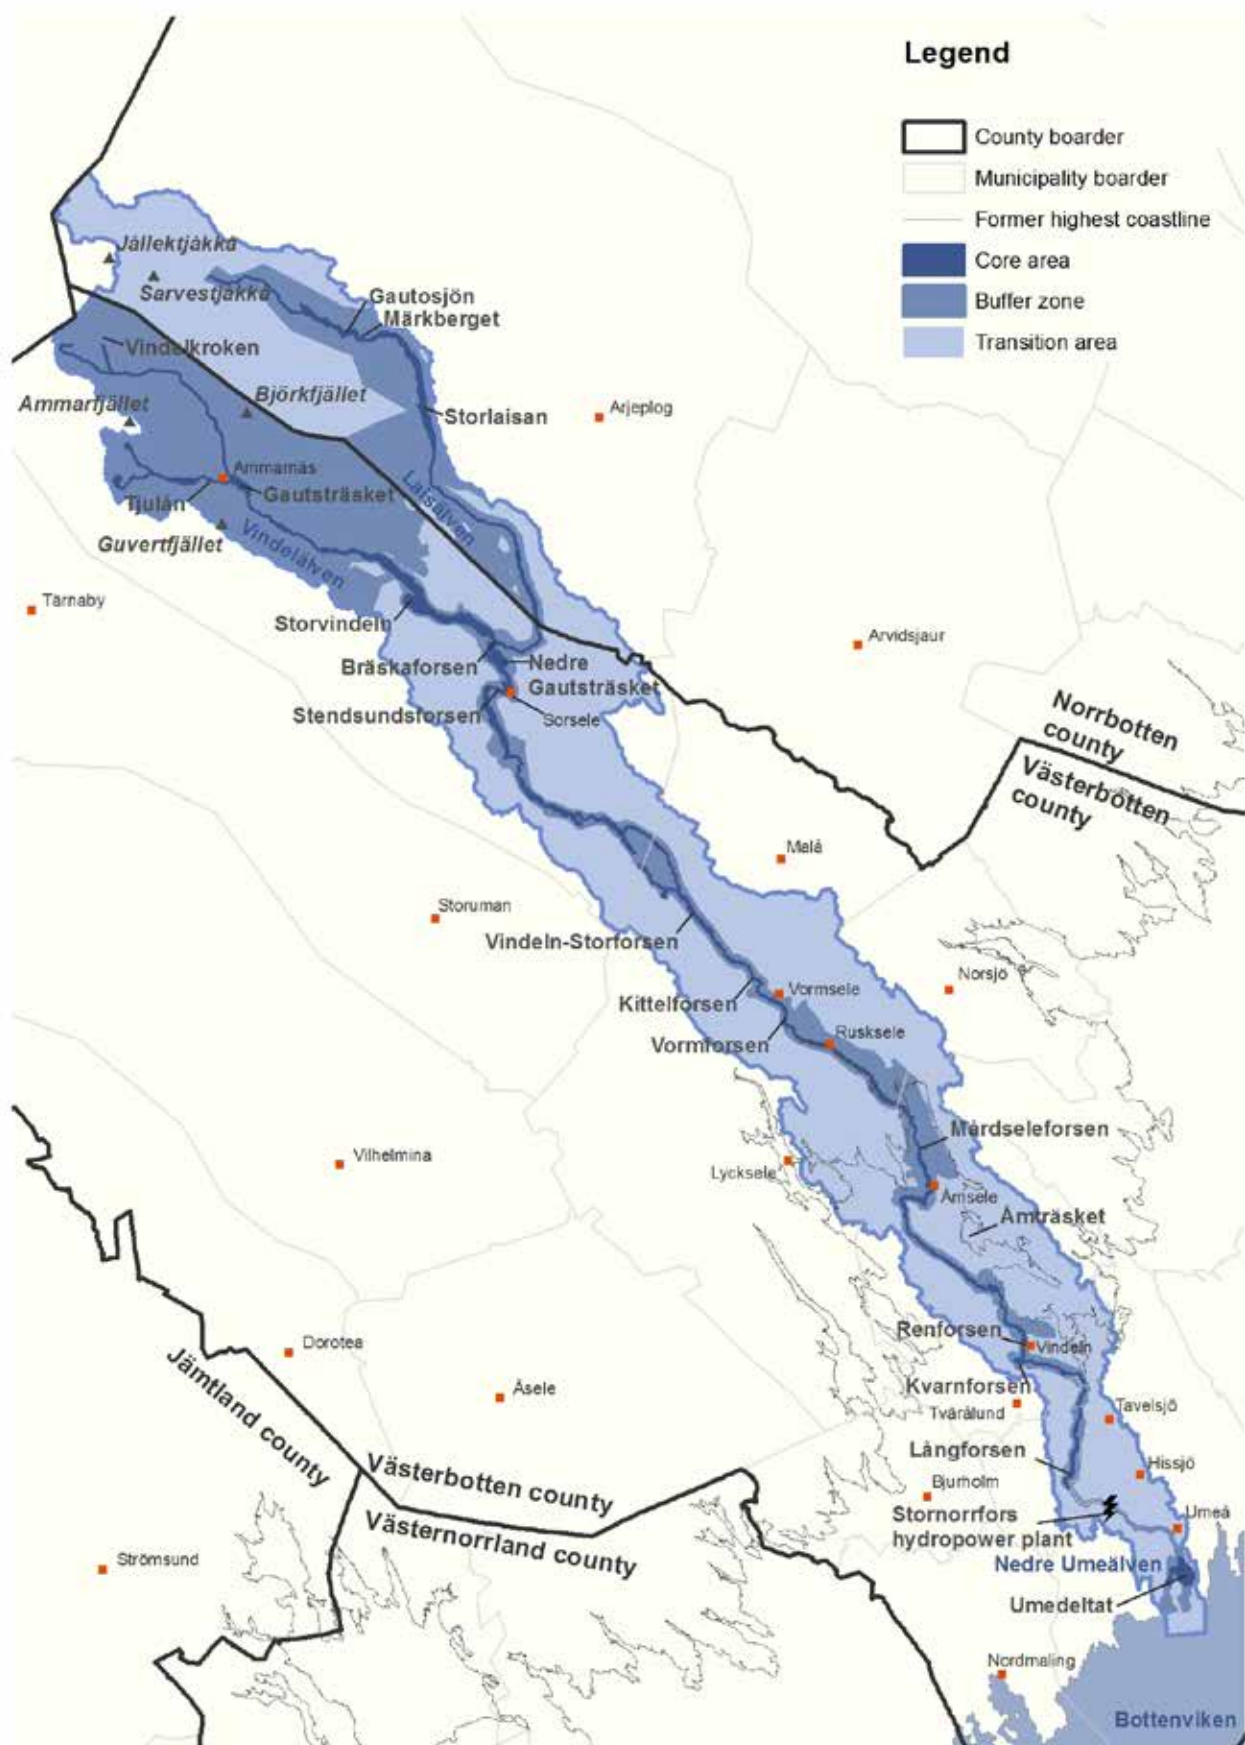 Legend
County boarder
Municipality boarder
Former highest coastline
Core area
Buffer zone
Transition area
Jällektjåkkå
Sarvestjåkkå
Gautosjön
Märkberget
Vindelkroken
Ammarfjället
Björkfjället
Storlaisan
Arjeplog
Ammarnäs
Gautsträsket
Tjulån
Laisälven
Guvertfjället
Vindelälven
Tärnaby
Storvindeln
Arvidsjaur
Bräskaforsen
Nedre
Gautsträsket
Stendsundsforsen
Sorsele
Norrbotten
county
Västerbotten
county
Malå
Storuman
Vindeln-Storforsen
Norsjö
Kittelforsen
Vormsele
Vormforsen
Rusksele
Mårdseleforsen
Vilhelmina
Lycksele
Åmsele
Åmträsket
Renforsen
Vindeln
Dorotea
Jämtland county
Åsele
Kvarnforsen
Tvärålund
Tavelsjö
Långforsen
Hissjö
Västerbotten county
Bjurholm
Stornorrfors
hydropower plant
Umeå
Västernorrland county
Strömsund
Nedre Umeälven
Umedeltat
Nordmaling
Bottenviken